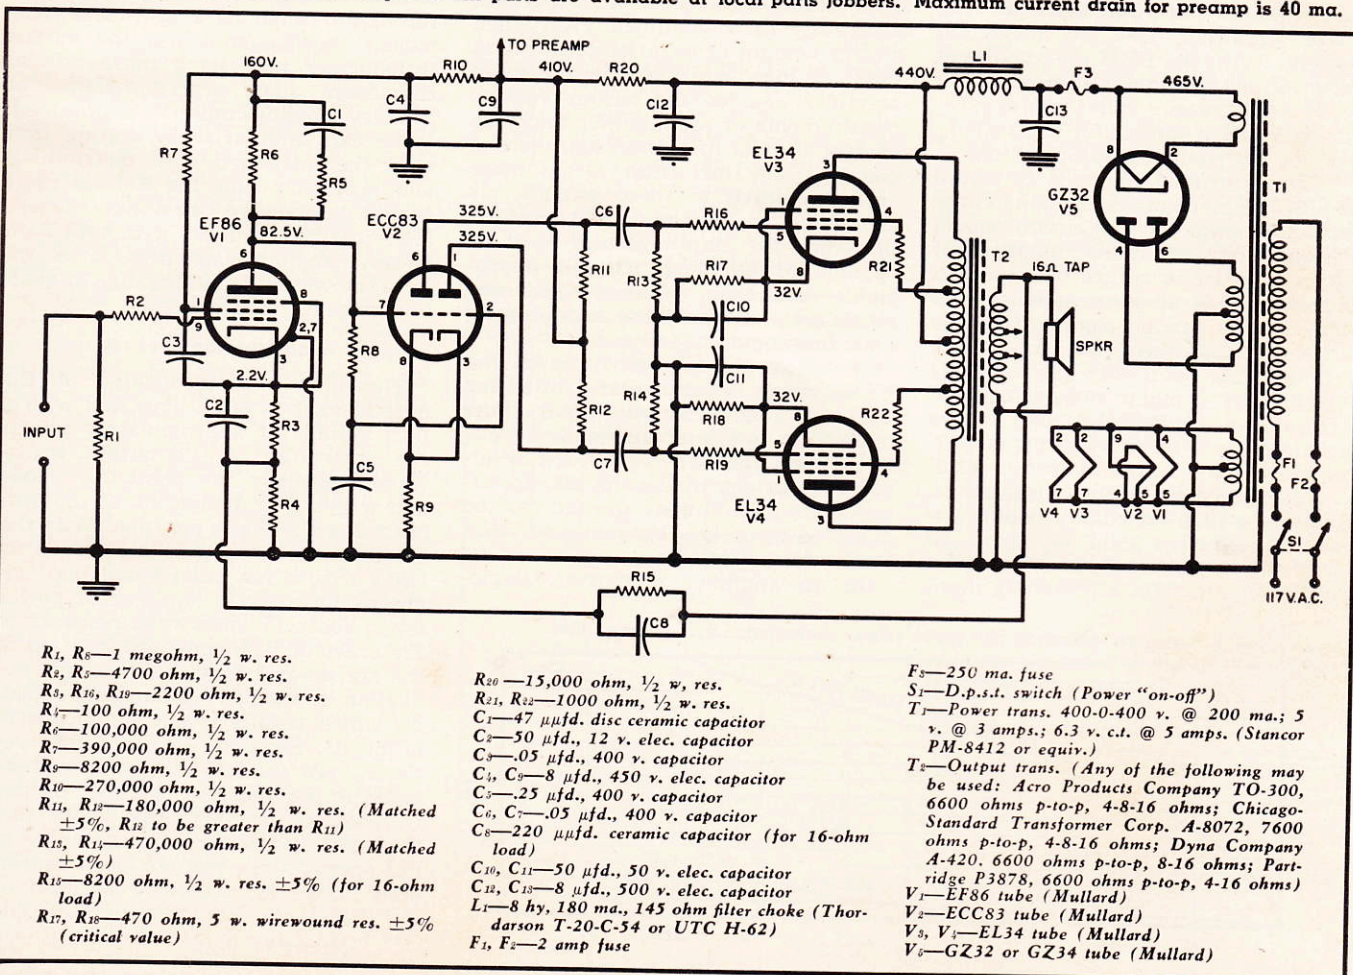 parts are available at local parts jobbers. Maximum current drain for preamp is 40 ma.
160V.
R10
TO PREAMP
410V.
R20
440V.
L1
F3
465V.
C4
C9
C12
C13
R7
R6
C1
R5
EF86
V1
82.5V.
ECC83
V2
325V.
325V.
C6
R16
EL34
V3
GZ32
V5
T1
R2
C3
2.2V.
C2
R3
R4
R1
INPUT
R8
C5
R9
R11
R12
R13
R14
R17
32V.
C10
C11
32V.
R18
C7
R19
EL34
V4
R21
R22
T2
16Ω TAP
SPKR
V4 V3 V2 V1
F1
F2
S1
117 V.A.C.
R15
C8
R1, R8—1 megohm, 1/2 w. res.
R2, R5—4700 ohm, 1/2 w. res.
R3, R16, R19—2200 ohm, 1/2 w. res.
R4—100 ohm, 1/2 w. res.
R6—100,000 ohm, 1/2 w. res.
R7—390,000 ohm, 1/2 w. res.
R9—8200 ohm, 1/2 w. res.
R10—270,000 ohm, 1/2 w. res.
R11, R12—180,000 ohm, 1/2 w. res. (Matched
±5%, R12 to be greater than R11)
R13, R14—470,000 ohm, 1/2 w. res. (Matched
±5%)
R15—8200 ohm, 1/2 w. res. ±5% (for 16-ohm
load)
R17, R18—470 ohm, 5 w. wirewound res. ±5%
(critical value)
R20—15,000 ohm, 1/2 w, res.
R21, R22—1000 ohm, 1/2 w. res.
C1—47 μμfd. disc ceramic capacitor
C2—50 μfd., 12 v. elec. capacitor
C3—.05 μfd., 400 v. capacitor
C4, C9—8 μfd., 450 v. elec. capacitor
C5—.25 μfd., 400 v. capacitor
C6, C7—.05 μfd., 400 v. capacitor
C8—220 μμfd. ceramic capacitor (for 16-ohm
load)
C10, C11—50 μfd., 50 v. elec. capacitor
C12, C13—8 μfd., 500 v. elec. capacitor
L1—8 hy, 180 ma., 145 ohm filter choke (Thor-
darson T-20-C-54 or UTC H-62)
F1, F2—2 amp fuse
F3—250 ma. fuse
S1—D.p.s.t. switch (Power "on-off")
T1—Power trans. 400-0-400 v. @ 200 ma.; 5
v. @ 3 amps.; 6.3 v. c.t. @ 5 amps. (Stancor
PM-8412 or equiv.)
T2—Output trans. (Any of the following may
be used: Acro Products Company TO-300,
6600 ohms p-to-p, 4-8-16 ohms; Chicago-
Standard Transformer Corp. A-8072, 7600
ohms p-to-p, 4-8-16 ohms; Dyna Company
A-420, 6600 ohms p-to-p, 8-16 ohms; Part-
ridge P3878, 6600 ohms p-to-p, 4-16 ohms)
V1—EF86 tube (Mullard)
V2—ECC83 tube (Mullard)
V3, V4—EL34 tube (Mullard)
V5—GZ32 or GZ34 tube (Mullard)